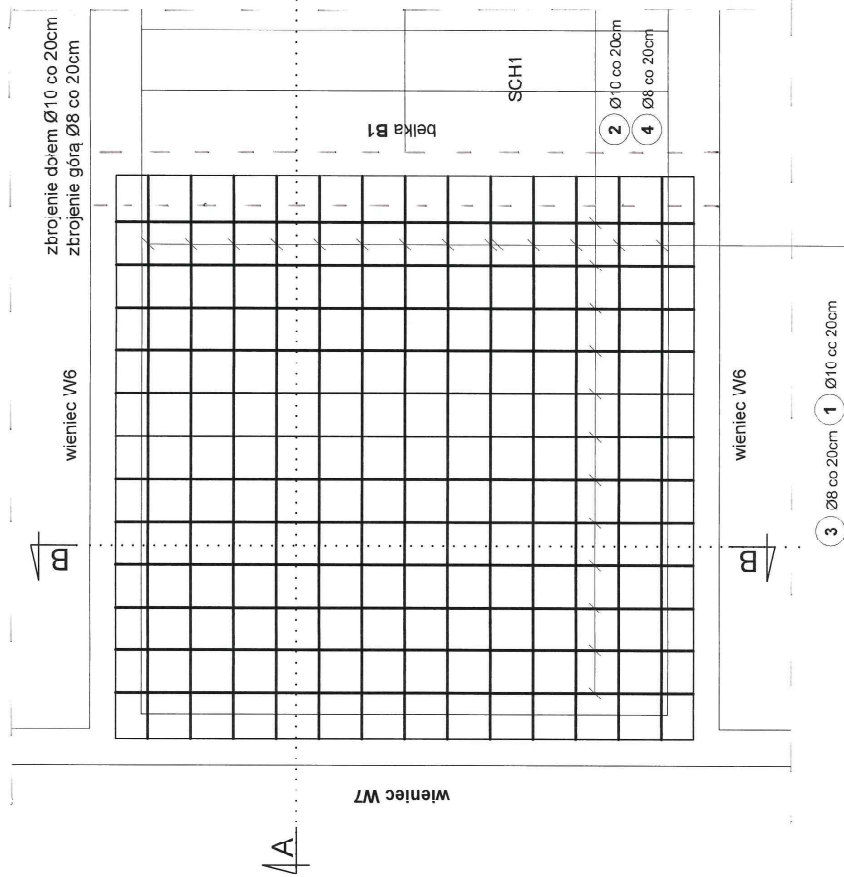 zbrojenie dołem Ø10 co 20cm
zbrojenie górą Ø8 co 20cm
wieniec W6
B
belka B1
SCH1
2 Ø10 co 20cm
4 Ø8 co 20cm
wieniec W6
B
3 Ø8 co 20cm 1 Ø10 co 20cm
wieniec W7
A